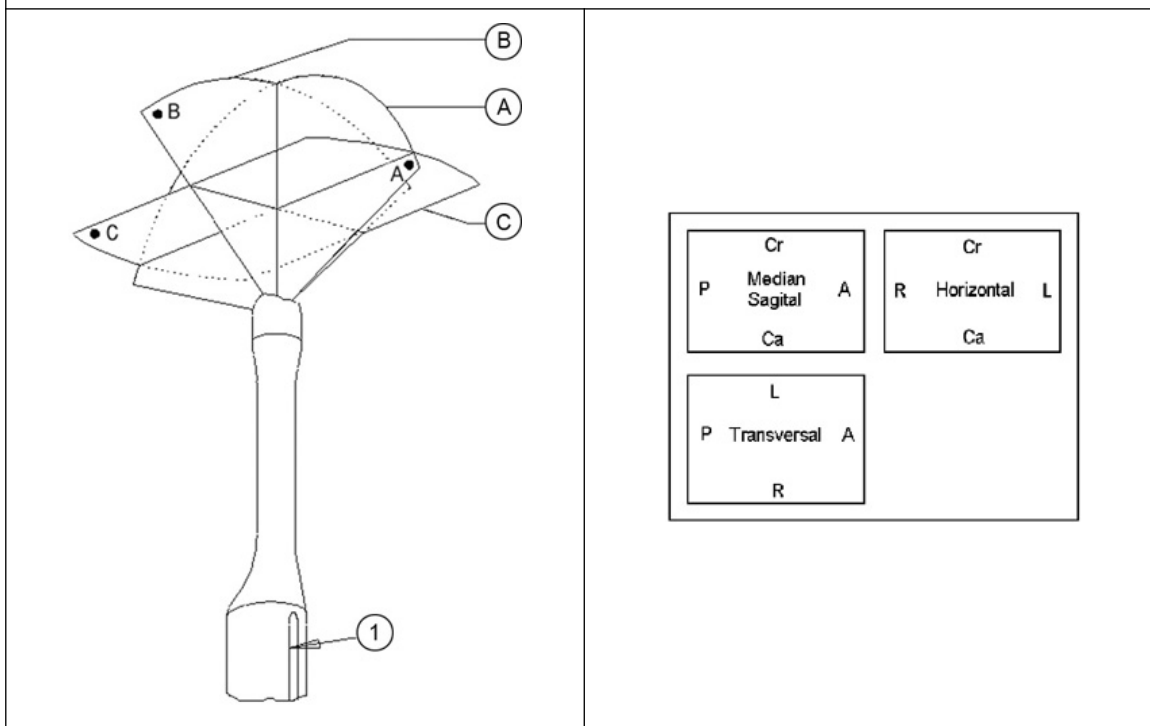 B
A
B
A
C
C
1
Cr
P Median Sagital A
Ca
Cr
R Horizontal L
Ca
L
P Transversal A
R